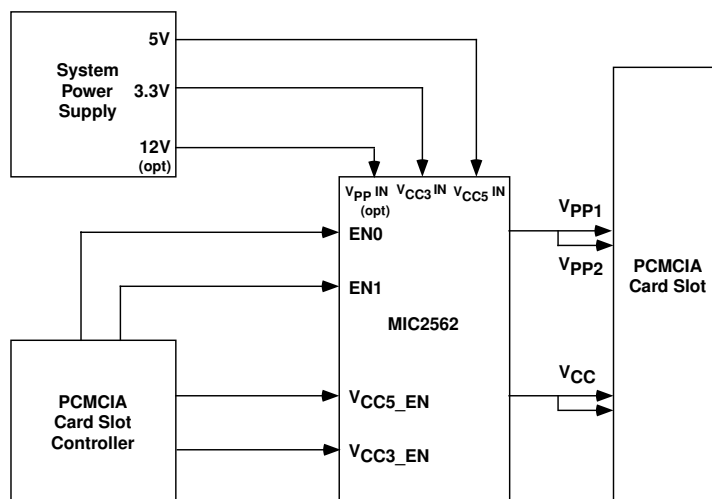 System
Power
Supply
5V
3.3V
12V
(opt)
VPP IN
(opt)
VCC3 IN
VCC5 IN
EN0
EN1
MIC2562
VCC5_EN
VCC3_EN
PCMCIA
Card Slot
Controller
VPP1
VPP2
VCC
PCMCIA
Card Slot